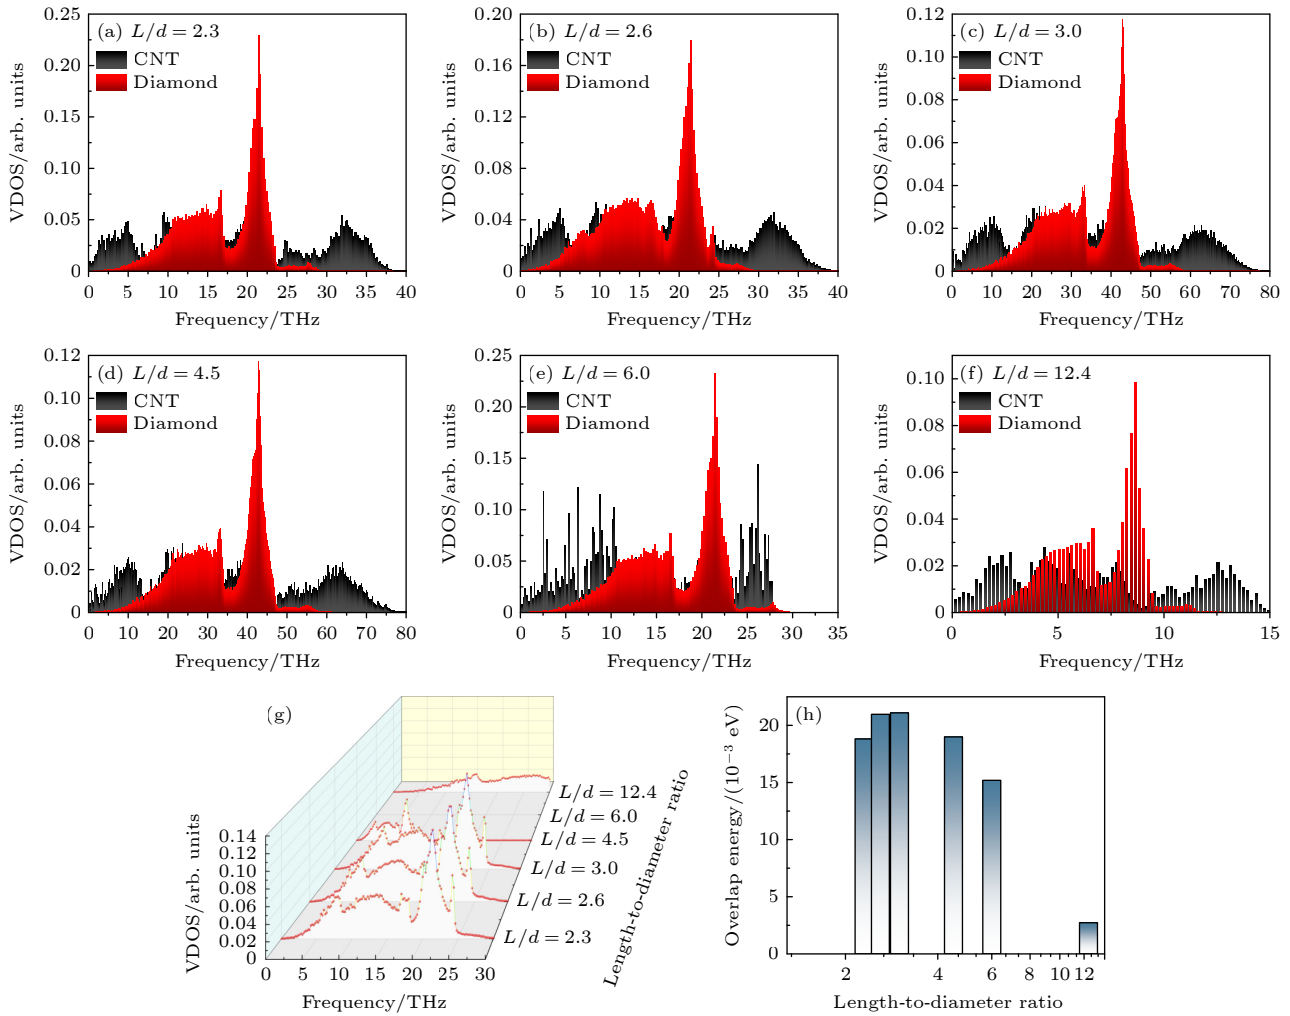 (a) L/d = 2.3
CNT
Diamond
VDOS/arb. units
0.25
0.20
0.25
0.10
0.05
0
0 5 10 15 20 25 30 35 40
Frequency/THz
(b) L/d = 2.6
CNT
Diamond
VDOS/arb. units
0.20
0.16
0.12
0.08
0.04
0
0 5 10 15 20 25 30 35 40
Frequency/THz
(c) L/d = 3.0
CNT
Diamond
VDOS/arb. units
0.12
0.10
0.08
0.12
0.04
0.02
0
0 10 20 30 40 50 60 70 80
Frequency/THz
(d) L/d = 4.5
CNT
Diamond
VDOS/arb. units
0.12
0.10
0.08
0.06
0.04
0.02
0
0 10 20 30 40 50 60 70 80
Frequency/THz
(e) L/d = 6.0
CNT
Diamond
VDOS/arb. units
0.25
0.20
0.15
0.10
0.05
0
0 5 10 15 20 25 30 35
Frequency/THz
(f) L/d = 12.4
CNT
Diamond
VDOS/arb. units
0.10
0.08
0.06
0.04
0.02
0
0 5 10 15
Frequency/THz
(g)
VDOS/arb. units
0.14
0.12
0.10
0.08
0.06
0.04
0.02
0
0 5 10 15 20 25 30
Frequency/THz
L/d = 12.4
L/d = 6.0
L/d = 4.5
L/d = 3.0
L/d = 2.6
L/d = 2.3
Length-to-diameter ratio
(h)
Overlap energy/(10⁻³ eV)
20
15
10
5
0
2 4 6 8 10 12
Length-to-diameter ratio